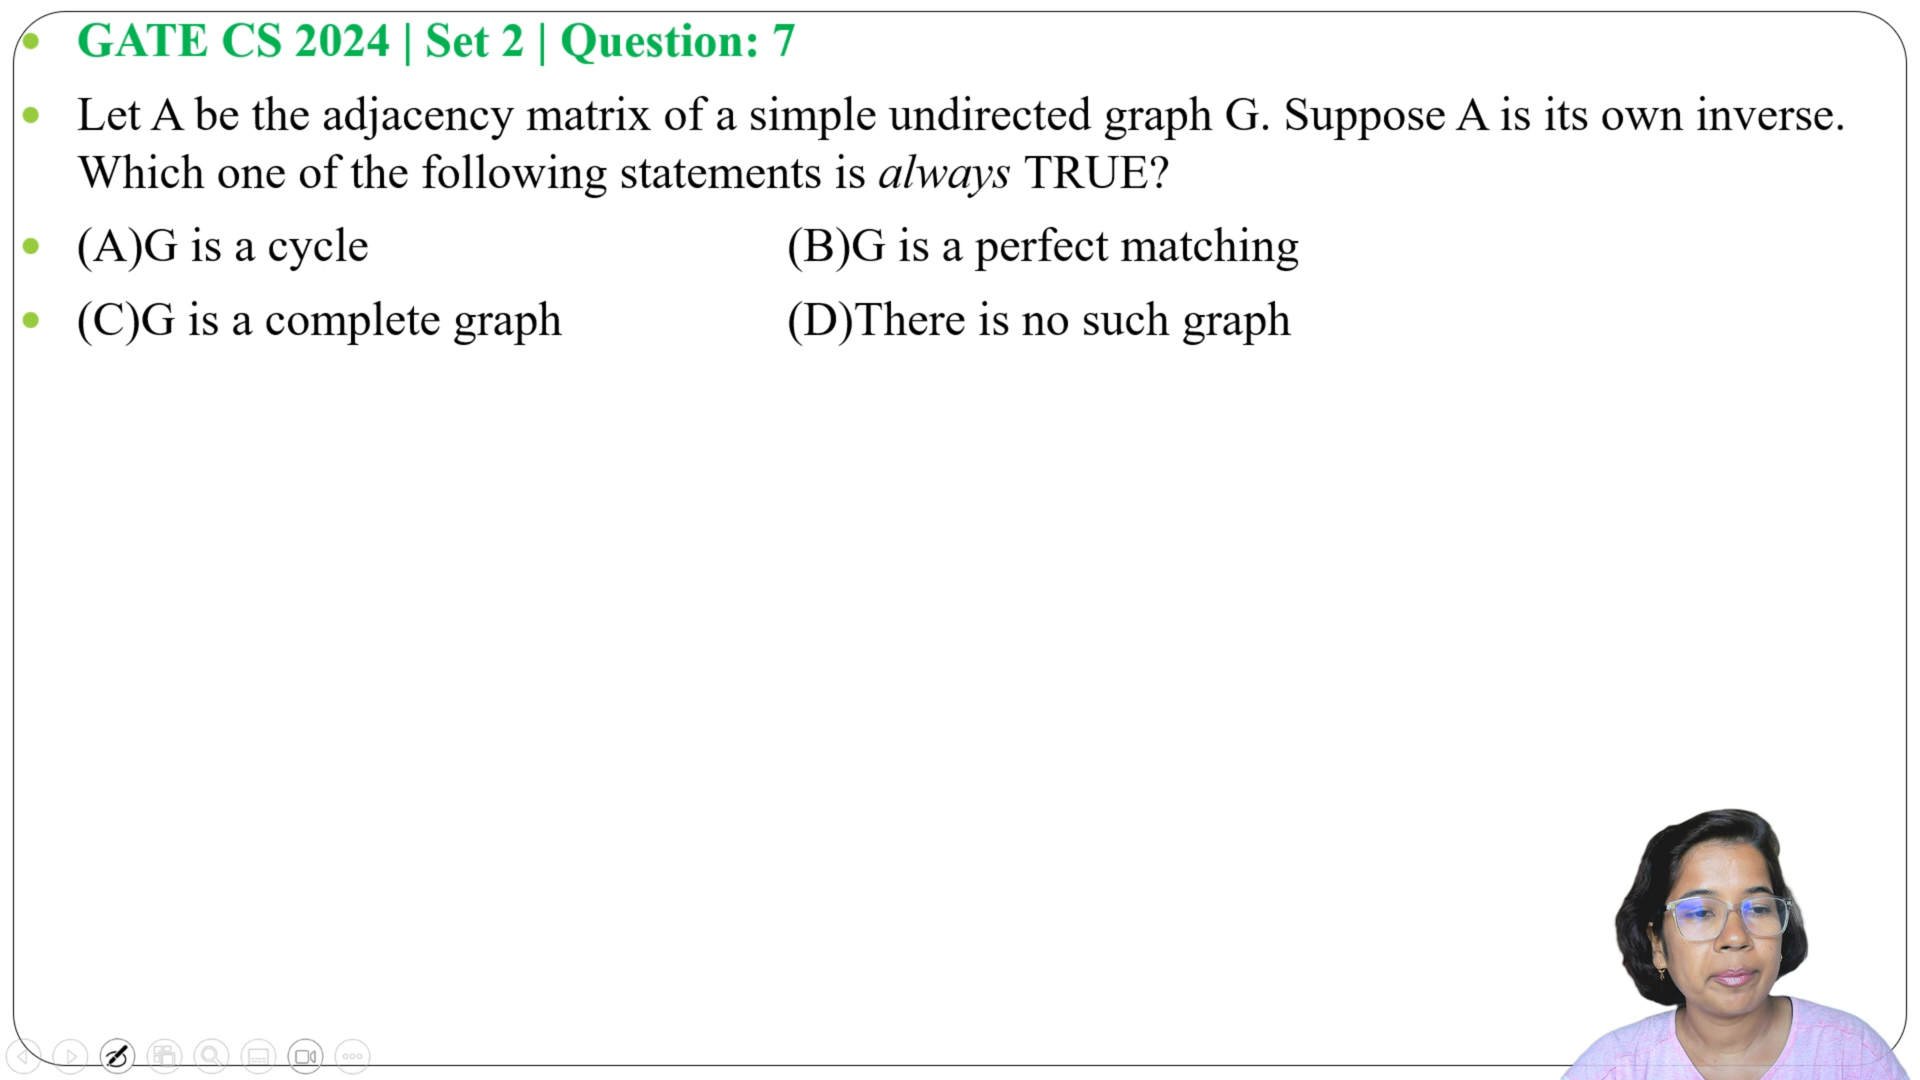 GATE CS 2024 | Set 2 | Question: 7
Let A be the adjacency matrix of a simple undirected graph G. Suppose A is its own inverse.
Which one of the following statements is always TRUE?
(A)G is a cycle (B)G is a perfect matching
(C)G is a complete graph (D)There is no such graph